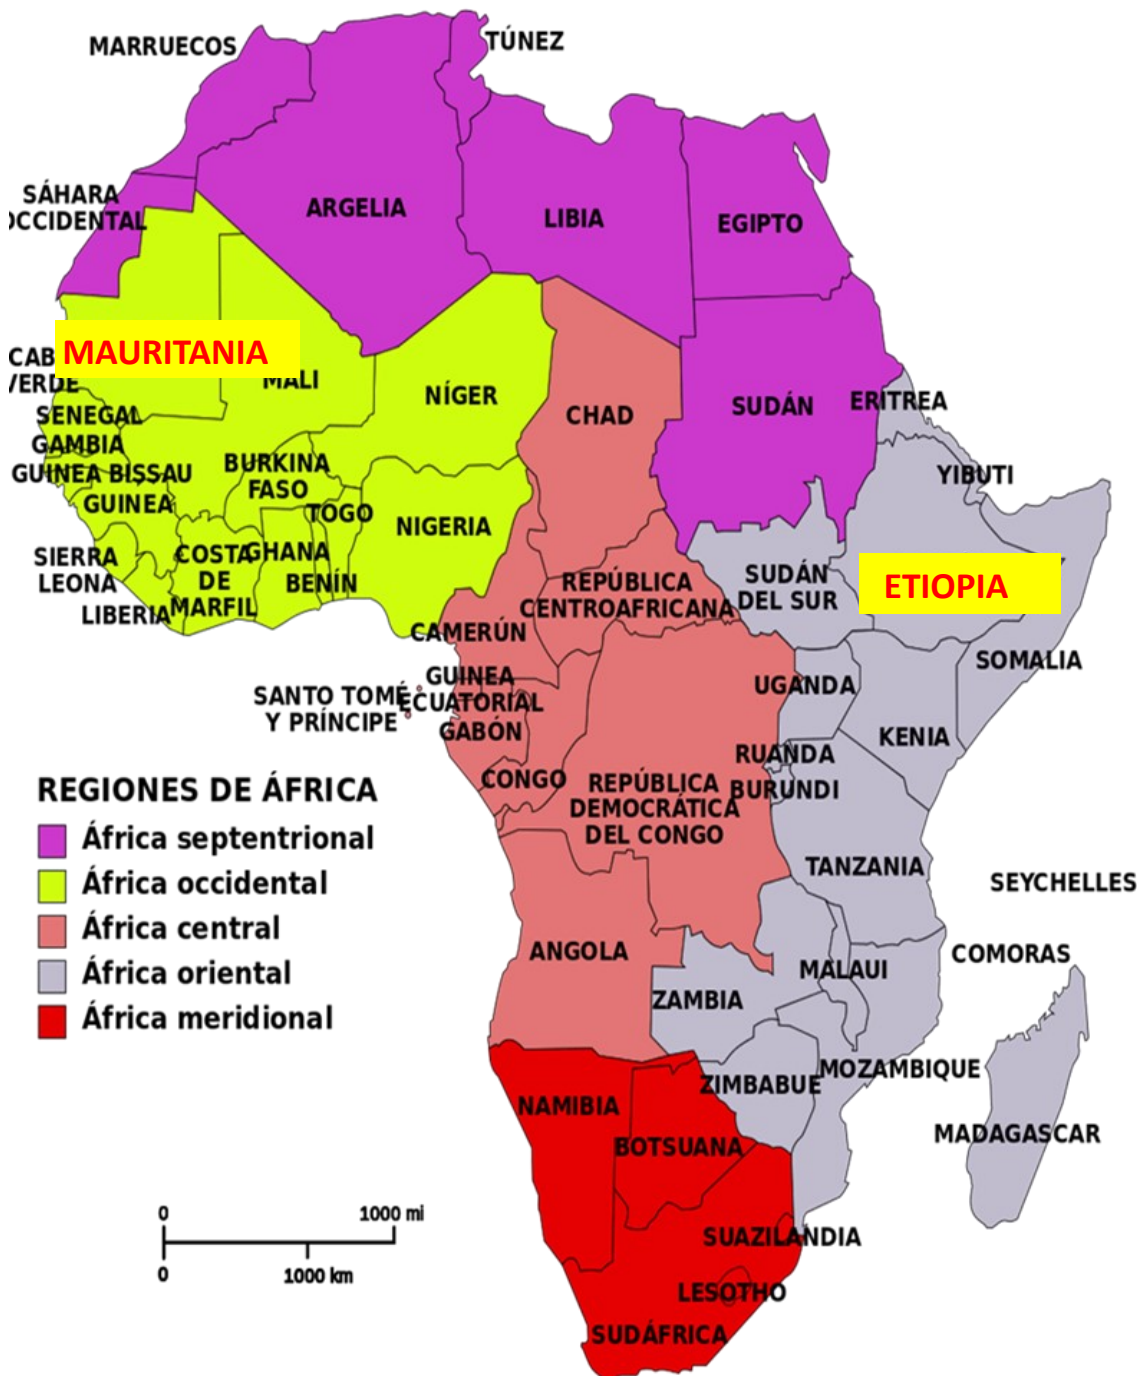 MARRUECOS
TÚNEZ
SÁHARA
OCCIDENTAL
ARGELIA
LIBIA
EGIPTO
CAB
VERDE
MAURITANIA
MALI
NÍGER
CHAD
SUDÁN
ERITREA
SENEGAL
GAMBIA
GUINEA BISSAU
GUINEA
BURKINA
FASO
TOGO
NIGERIA
YIBUTI
SIERRA
LEONA
COSTA
DE
MARFIL
GHANA
BENÍN
LIBERIA
REPÚBLICA
CENTROAFRICANA
SUDÁN
DEL SUR
ETIOPIA
CAMERÚN
SOMALIA
GUINEA
ECUATORIAL
SANTO TOMÉ
Y PRÍNCIPE
GABÓN
UGANDA
KENIA
RUANDA
BURUNDI
CONGO
REPÚBLICA
DEMOCRÁTICA
DEL CONGO
REGIONES DE ÁFRICA
África septentrional
África occidental
África central
África oriental
África meridional
TANZANIA
SEYCHELLES
ANGOLA
MALAUI
COMORAS
ZAMBIA
MOZAMBIQUE
ZIMBABUE
NAMIBIA
BOTSUANA
MADAGASCAR
0
1000 mi
0
1000 km
SUAZILANDIA
LESOTHO
SUDÁFRICA